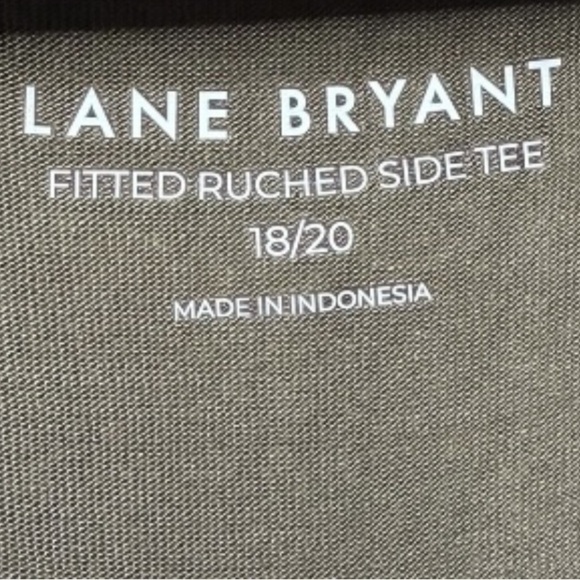 LANE BRYANT
FITTED RUCHED SIDE TEE
18/20
MADE IN INDONESIA